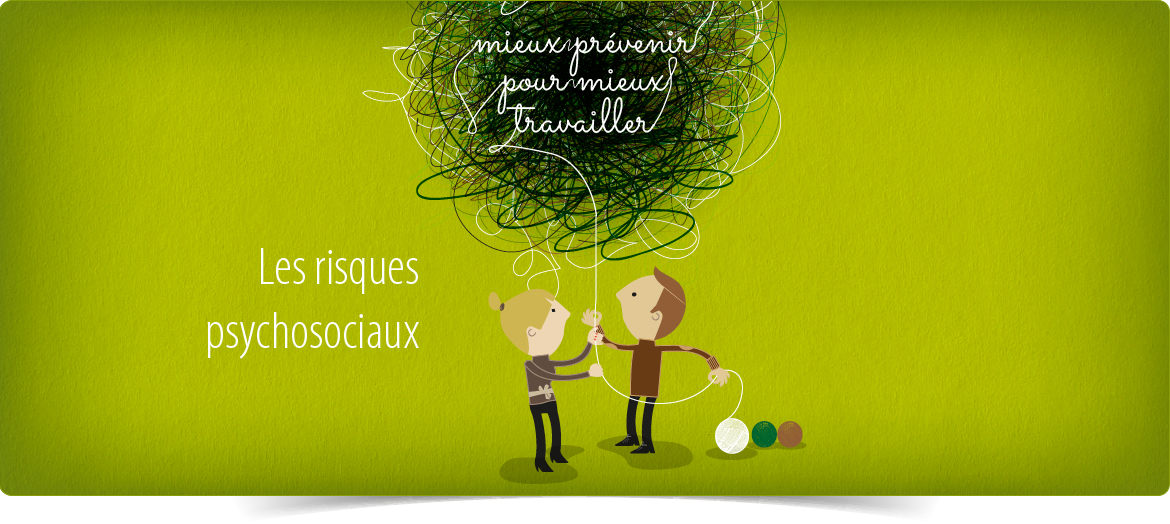 mieux prévenir
pour mieux
travailler
Les risques
psychosociaux